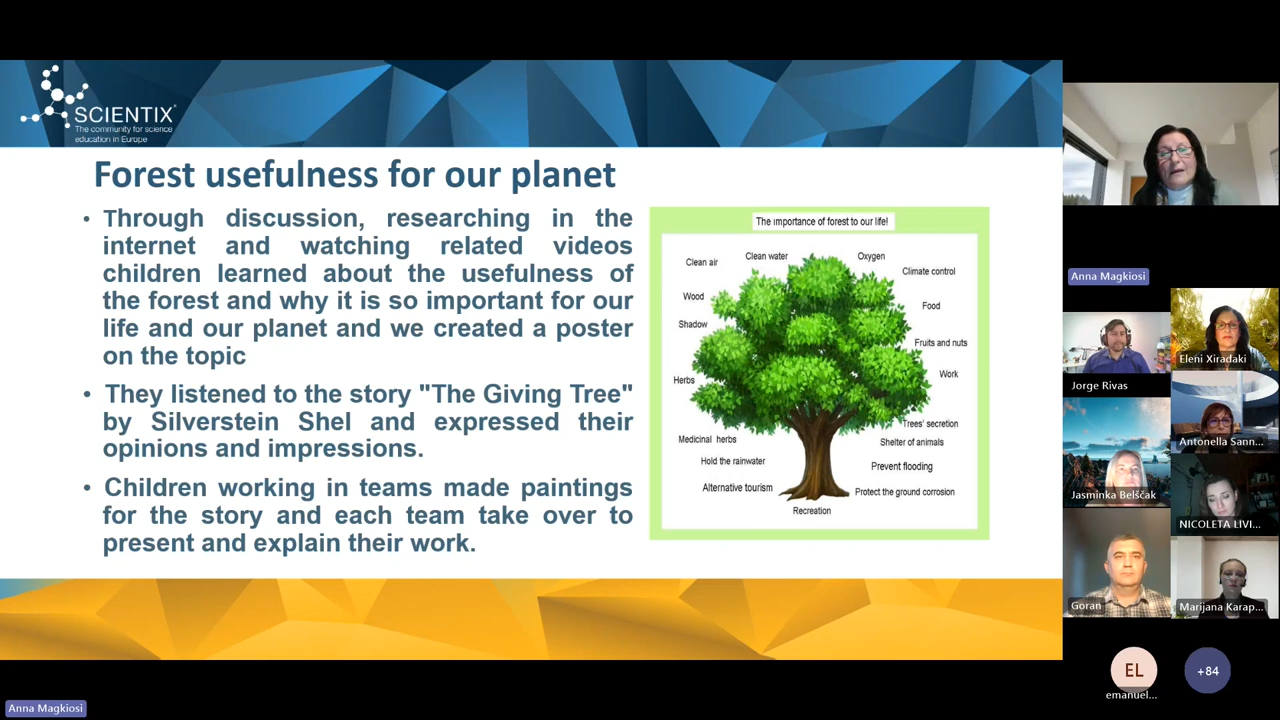 SCIENTIX
The community for science
education in Europe
Forest usefulness for our planet
• Through discussion, researching in the
internet and watching related videos
children learned about the usefulness of
the forest and why it is so important for our
life and our planet and we created a poster
on the topic
• They listened to the story "The Giving Tree"
by Silverstein Shel and expressed their
opinions and impressions.
• Children working in teams made paintings
for the story and each team take over to
present and explain their work.
The importance of forest to our life!
Clean air
Clean water
Oxygen
Climate control
Wood
Food
Shadow
Fruits and nuts
Herbs
Work
Trees' secretion
Medicinal herbs
Shelter of animals
Hold the rainwater
Prevent flooding
Alternative tourism
Protect the ground corrosion
Recreation
Anna Magkiosi
Jorge Rivas
Eleni Xiradaki
Antonella Sann...
Jasminka Belščak
NICOLETA LIVI...
Goran
Marijana Karap...
EL
emanuel...
+84
Anna Magkiosi